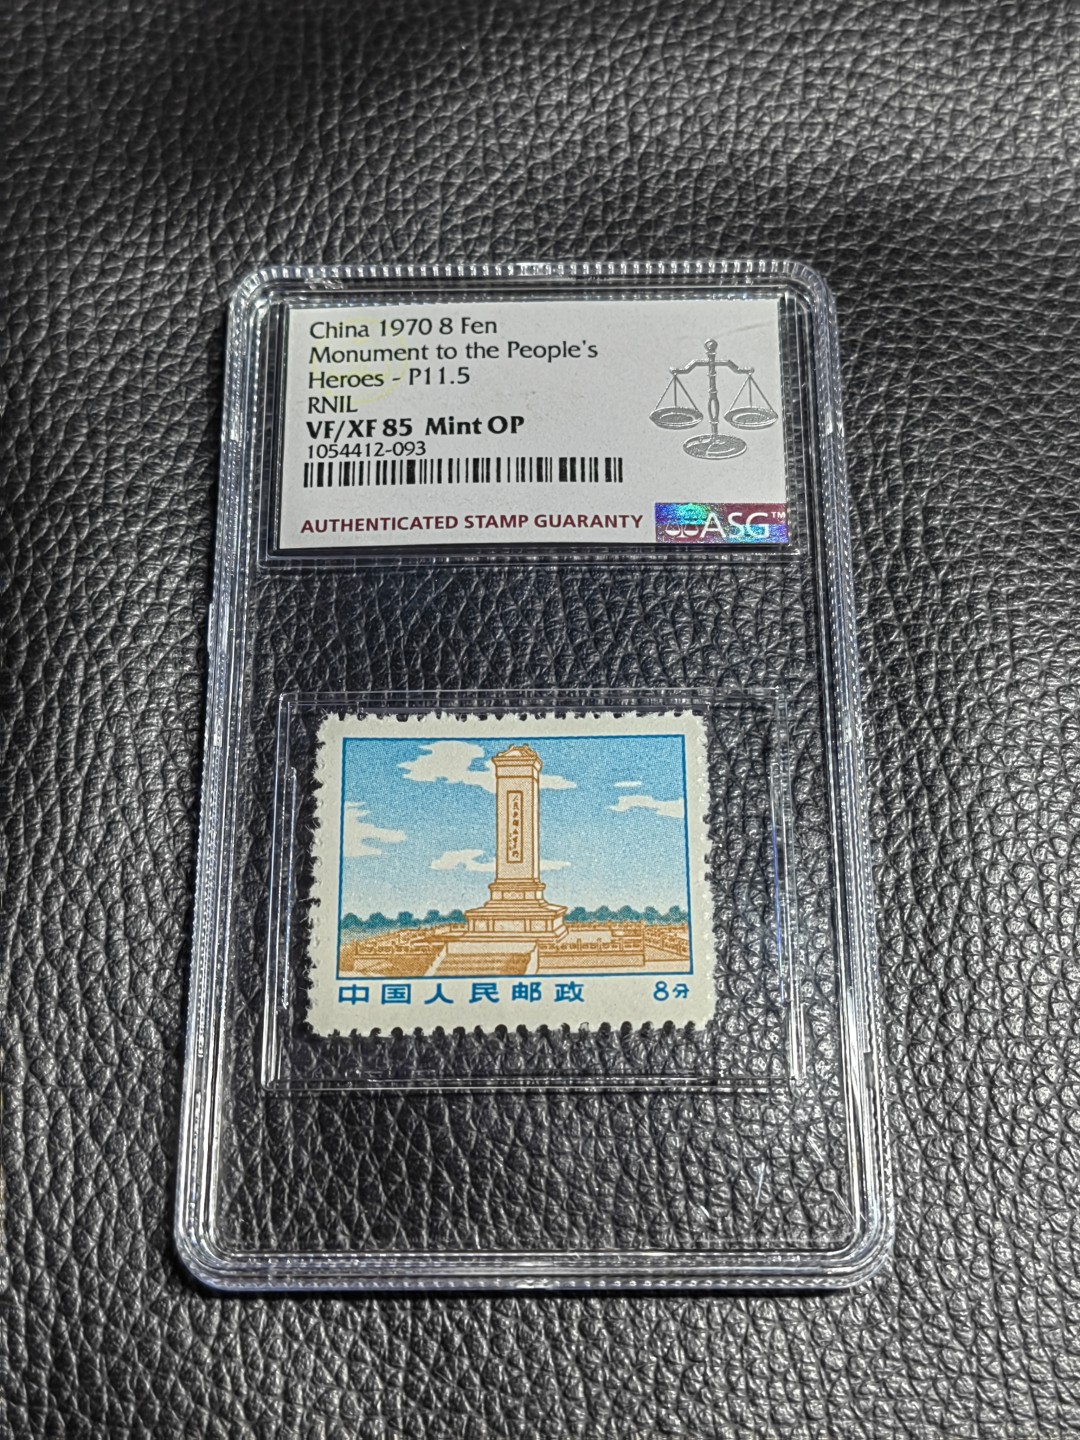 China 1970 8 Fen
Monument to the People's
Heroes - P11.5
RNIL
VF/XF 85 Mint OP
1054412-093
AUTHENTICATED STAMP GUARANTY
ASG™
中国人民邮政 8分